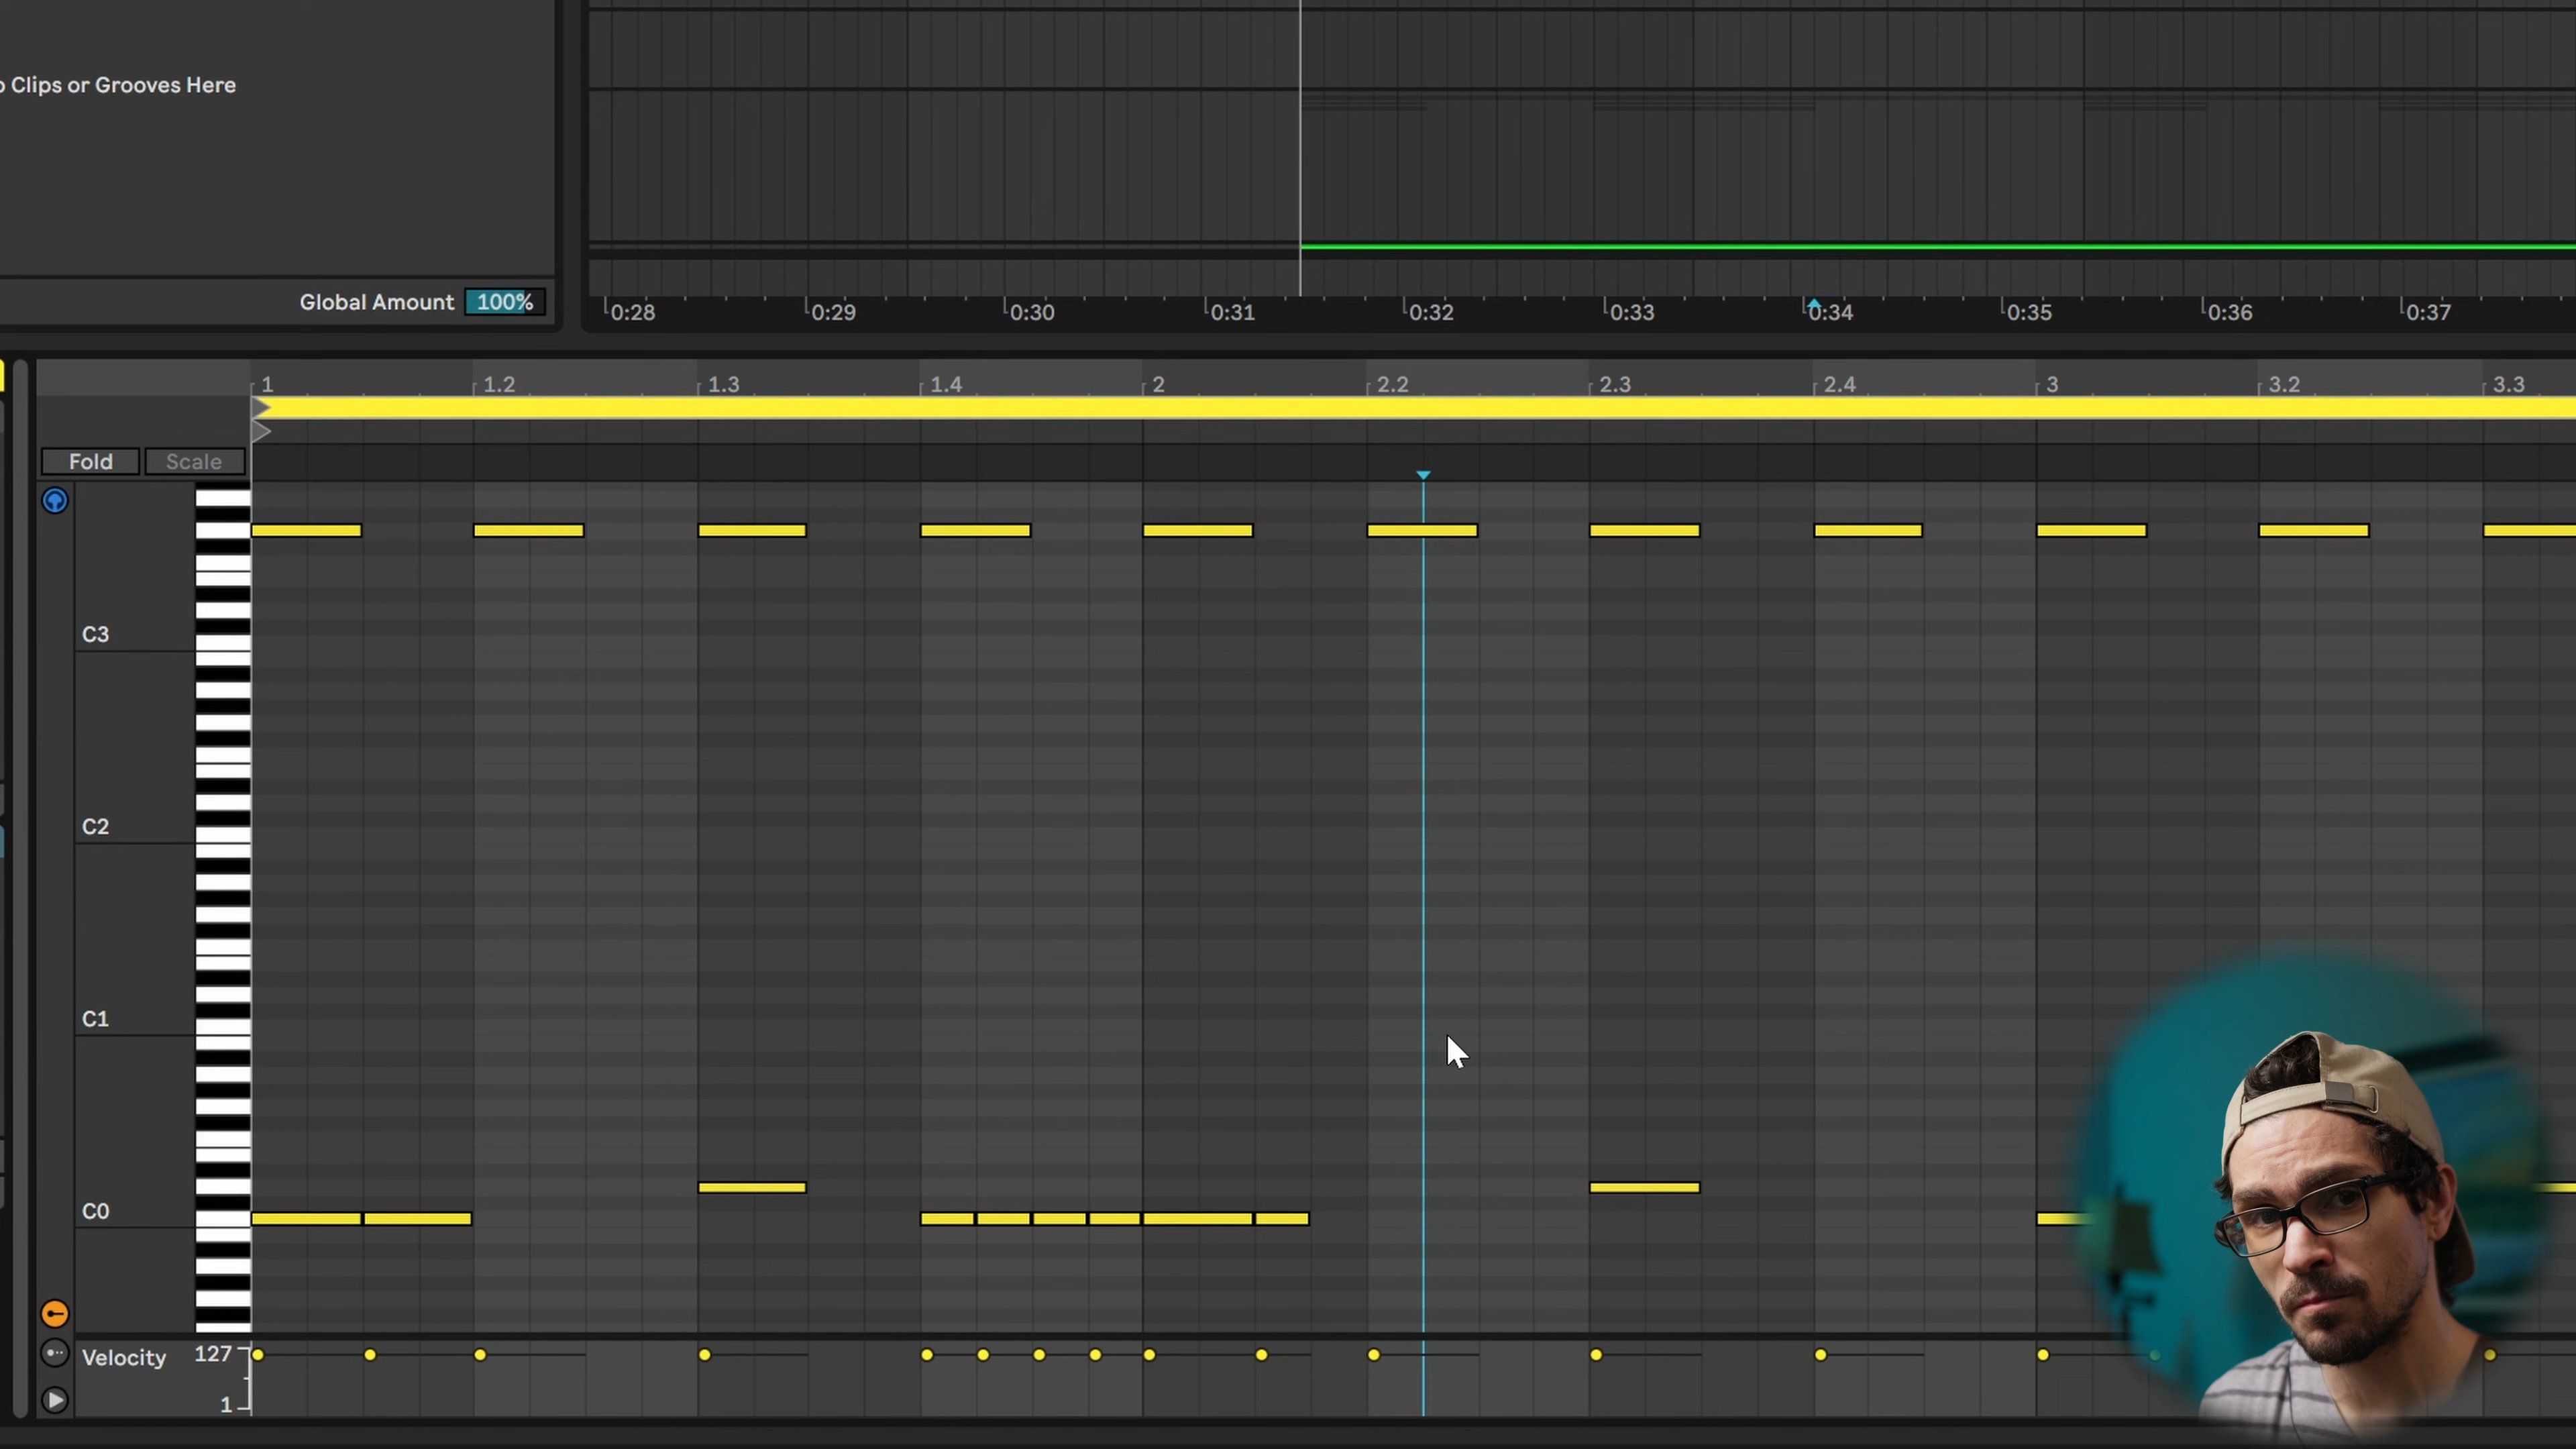 o Clips or Grooves Here
Global Amount 100%
0:28 0:29 0:30 0:31 0:32 0:33 0:34 0:35 0:36 0:37
1 1.2 1.3 1.4 2 2.2 2.3 2.4 3 3.2 3.3
Fold Scale
C3
C2
C1
C0
Velocity 127
1